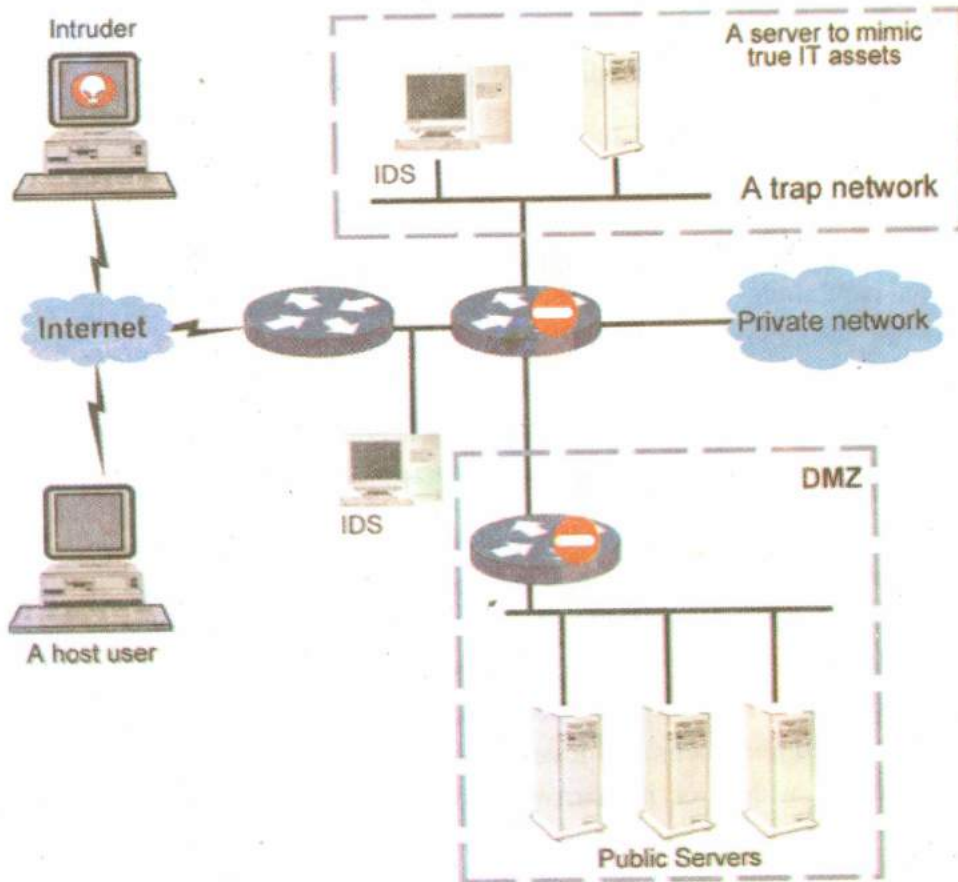 Intruder
A server to mimic
true IT assets
IDS
A trap network
Internet
Private network
IDS
DMZ
A host user
Public Servers